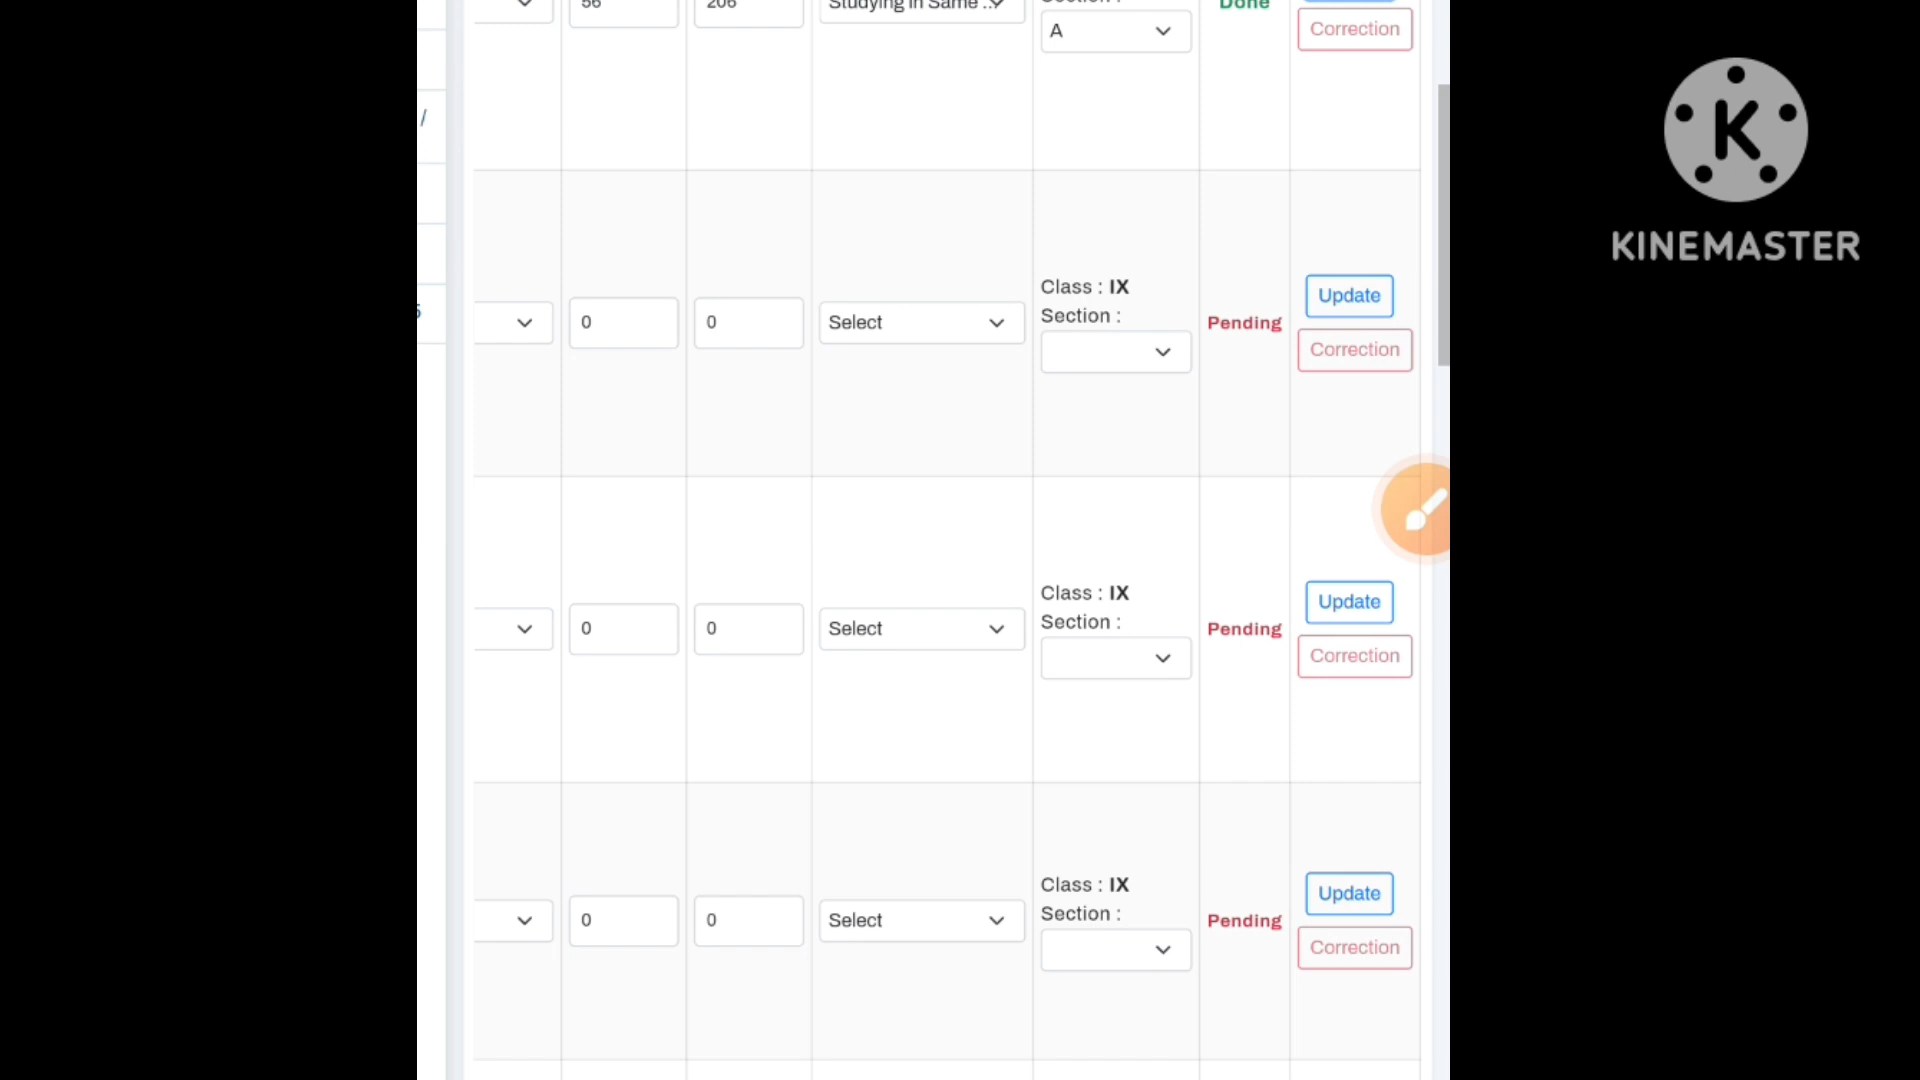 56 206 Studying in Same ... Done
A Correction
/
Class : IX
Section :
0 0 Select Pending Update
Correction
5
Class : IX
Section :
0 0 Select Pending Update
Correction
Class : IX
Section :
0 0 Select Pending Update
Correction
K
KINEMASTER